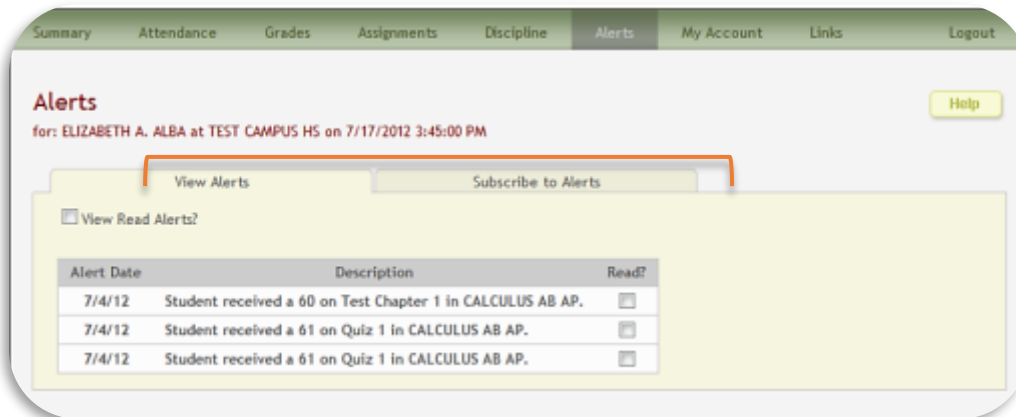 Summary Attendance Grades Assignments Discipline Alerts My Account Links Logout
Alerts
Help
for: ELIZABETH A. ALBA at TEST CAMPUS HS on 7/17/2012 3:45:00 PM
View Alerts Subscribe to Alerts
View Read Alerts?
Alert Date Description Read?
7/4/12 Student received a 60 on Test Chapter 1 in CALCULUS AB AP.
7/4/12 Student received a 61 on Quiz 1 in CALCULUS AB AP.
7/4/12 Student received a 61 on Quiz 1 in CALCULUS AB AP.